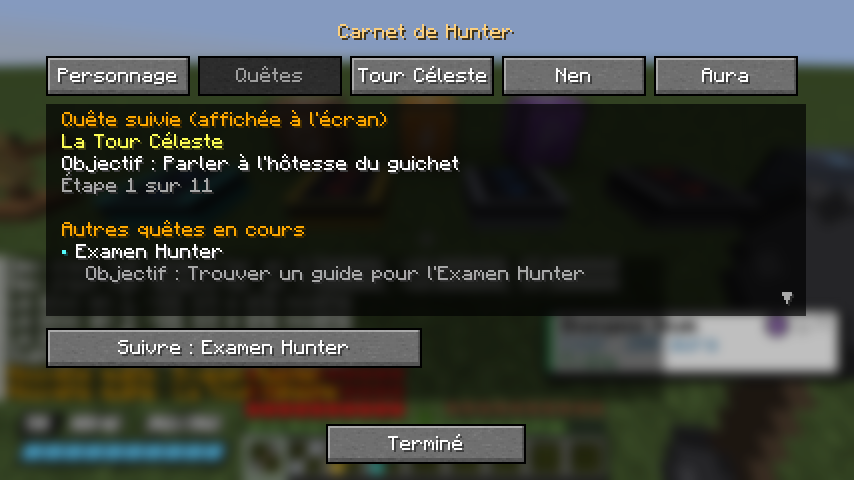 Carnet de Hunter
Personnage
Quêtes
Tour Céleste
Nen
Aura
Quête suivie (affichée à l'écran)
La Tour Céleste
Objectif : Parler à l'hôtesse du guichet
Étape 1 sur 11
Autres quêtes en cours
• Examen Hunter
Objectif : Trouver un guide pour l'Examen Hunter
Suivre : Examen Hunter
Terminé